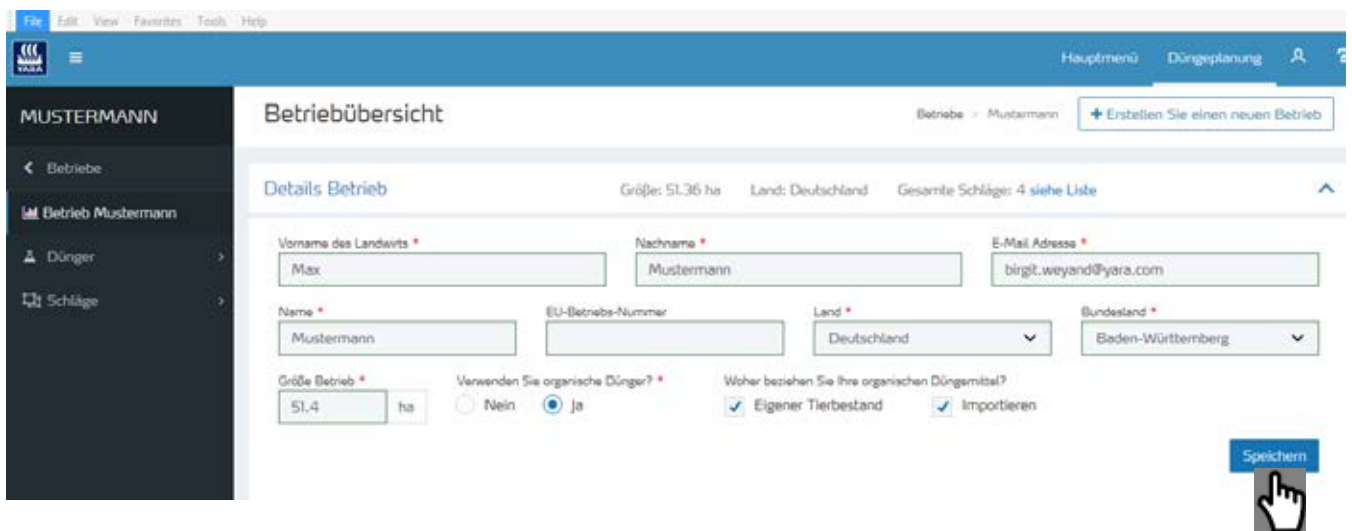 File Edit View Favorites Tools Help
YARA
Hauptmenü Düngeplanung
MUSTERMANN
Betriebübersicht
Betriebe > Mustermann
+ Erstellen Sie einen neuen Betrieb
Betriebe
Betrieb Mustermann
Dünger
Schläge
Details Betrieb Größe: 51.36 ha Land: Deutschland Gesamte Schläge: 4 siehe Liste
Vorname des Landwirts * Nachname * E-Mail Adresse *
Max Mustermann birgit.weyand@yara.com
Name * EU-Betriebs-Nummer Land * Bundesland *
Mustermann Deutschland Baden-Württemberg
Größe Betrieb * Verwenden Sie organische Dünger? * Woher beziehen Sie Ihre organischen Düngemittel?
51.4 ha Nein Ja Eigener Tierbestand Importieren
Speichern